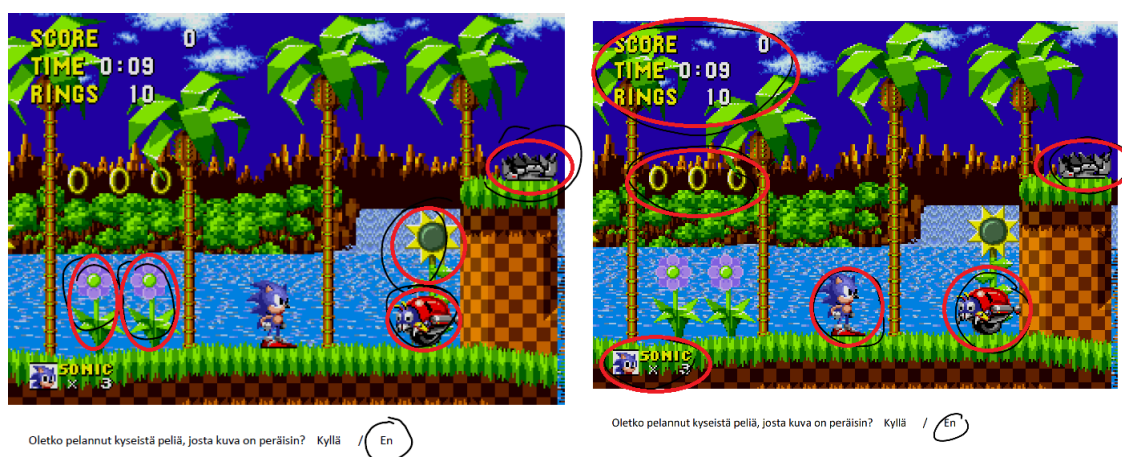 SCORE 0
TIME 0:09
RINGS 10
SONIC
x 3
Oletko pelannut kyseistä peliä, josta kuva on peräisin? Kyllä / En
SCORE 0
TIME 0:09
RINGS 10
SONIC
x 3
Oletko pelannut kyseistä peliä, josta kuva on peräisin? Kyllä / En